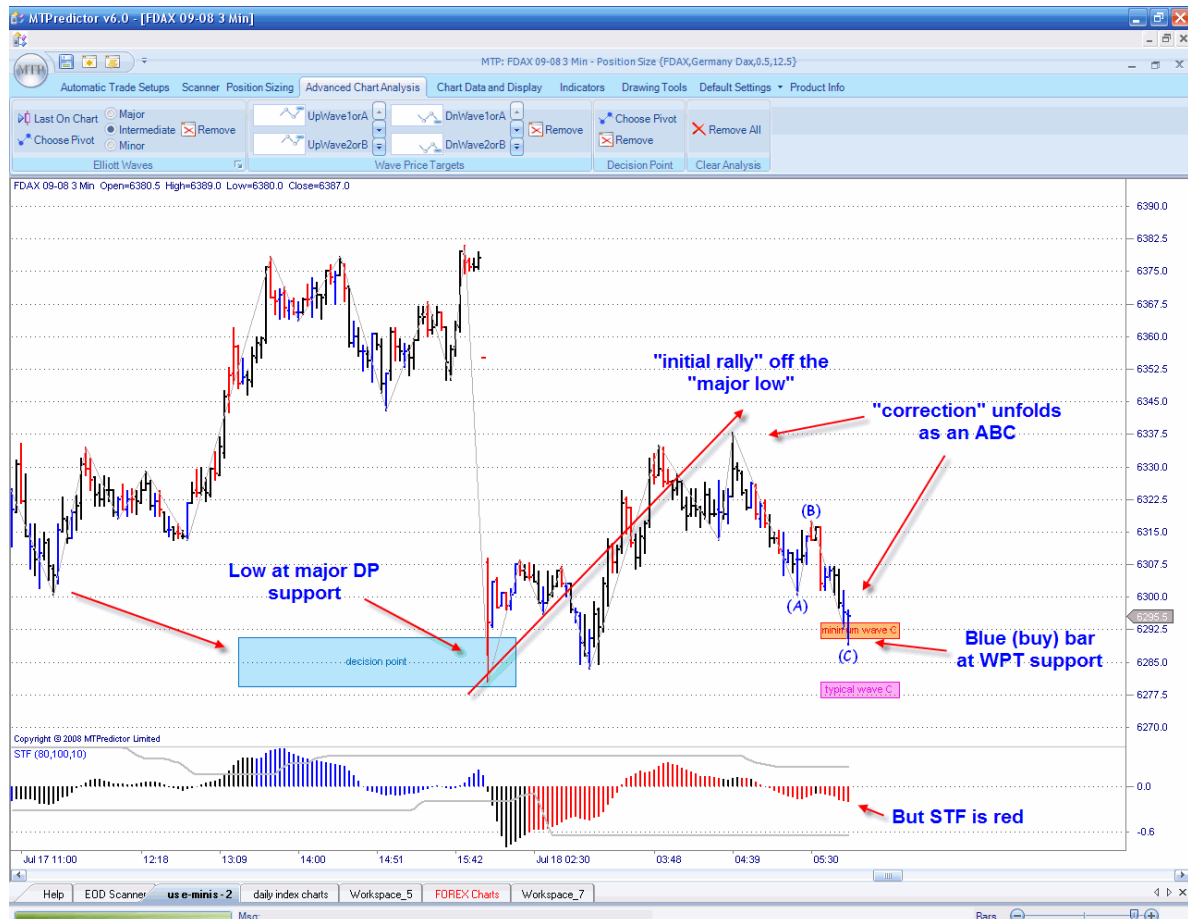 MTPredictor v6.0 - [FDAX 09-08 3 Min]
MTP: FDAX 09-08 3 Min - Position Size {FDAX,Germany Dax,0.5,12.5}
MTP
Automatic Trade Setups Scanner Position Sizing Advanced Chart Analysis Chart Data and Display Indicators Drawing Tools Default Settings Product Info
Last On Chart
Choose Pivot
Major
Intermediate
Minor
Remove
UpWave1orA
UpWave2orB
DnWave1orA
DnWave2orB
Remove
Choose Pivot
Remove
Remove All
Elliott Waves
Wave Price Targets
Decision Point
Clear Analysis
FDAX 09-08 3 Min Open=6380.5 High=6389.0 Low=6380.0 Close=6387.0
6390.0
6382.5
6375.0
6367.5
6360.0
6352.5
6345.0
6337.5
6330.0
6322.5
6315.0
6307.5
6300.0
6295.5
6292.5
6285.0
6277.5
6270.0
"initial rally" off the
"major low"
"correction" unfolds
as an ABC
Low at major DP
support
decision point
(B)
(A)
minimum wave C
(C)
typical wave C
Blue (buy) bar
at WPT support
Copyright © 2008 MTPredictor Limited
STF (80,100,10)
0.0
-0.6
But STF is red
Jul 17 11:00 12:18 13:09 14:00 14:51 15:42 Jul 18 02:30 03:48 04:39 05:30
Help EOD Scanner us e-minis - 2 daily index charts Workspace_5 FOREX Charts Workspace_7
Msg: Bars